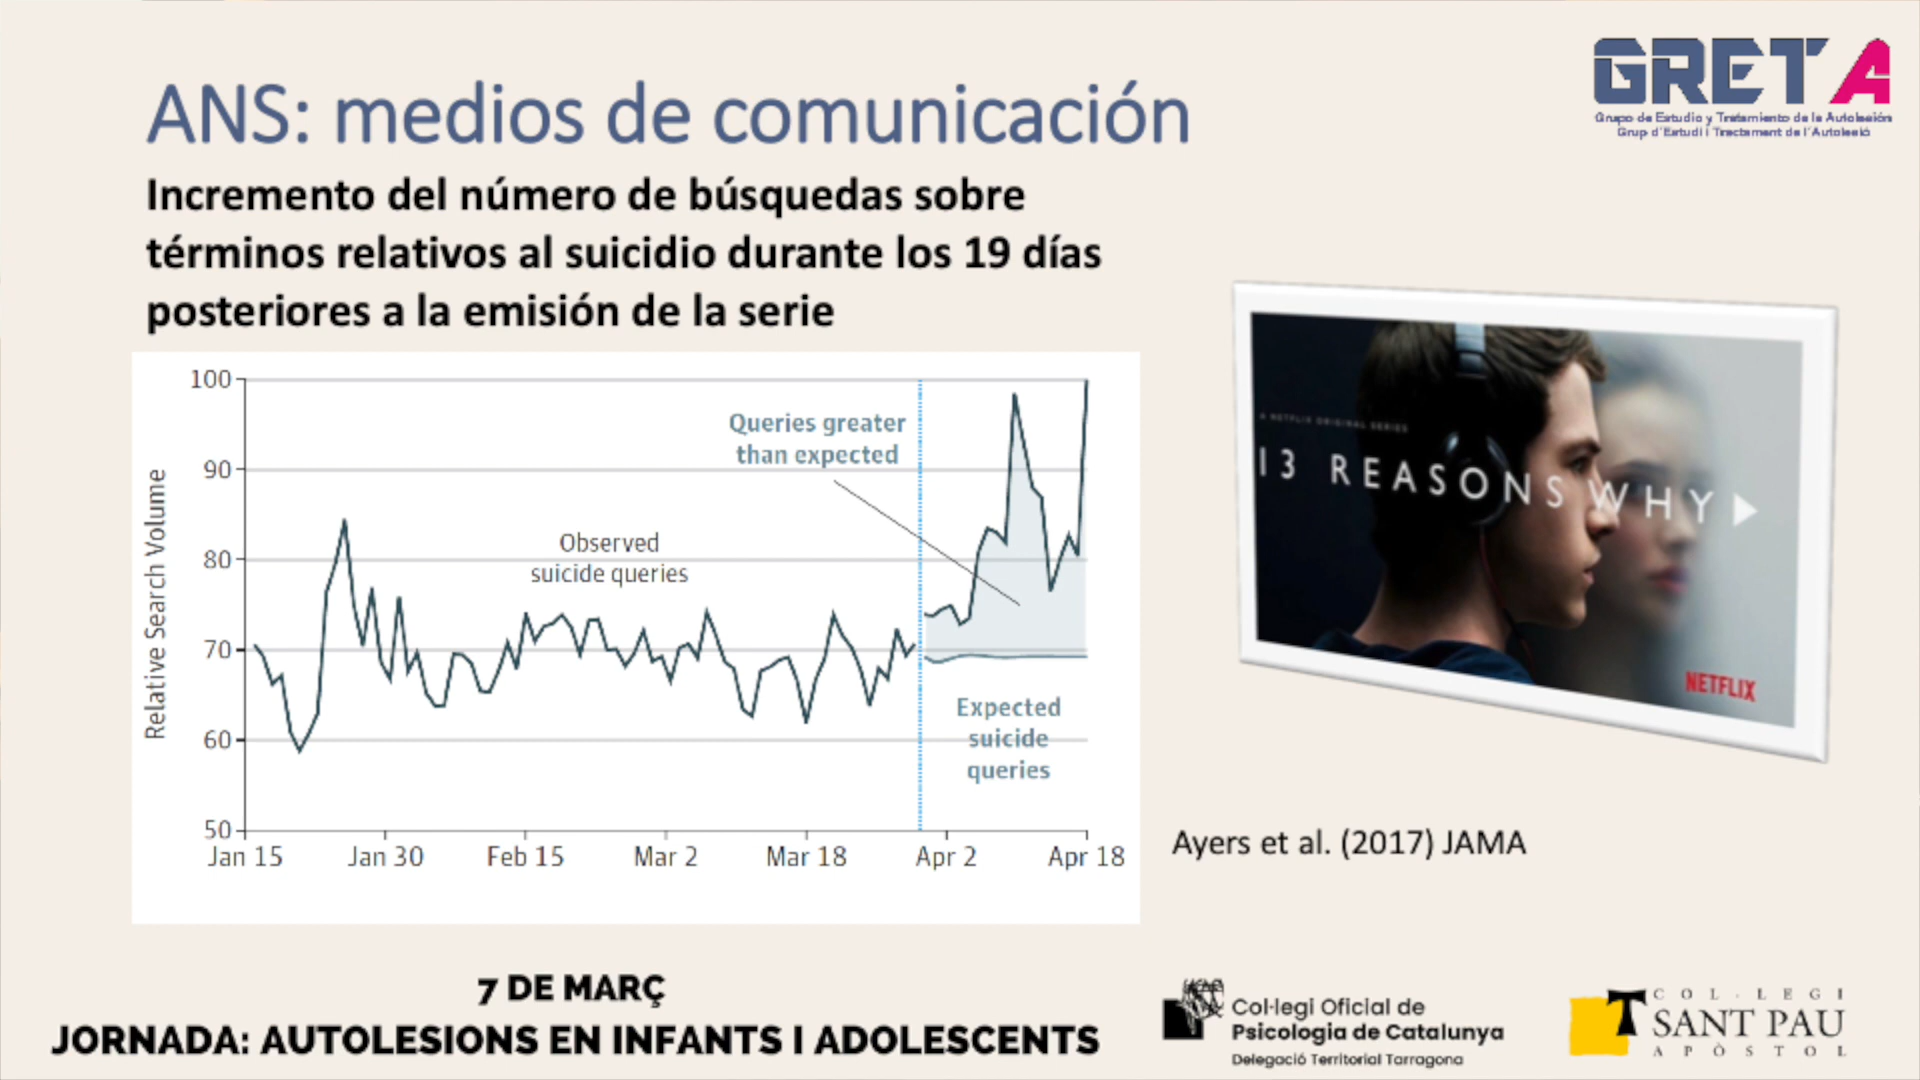 GRETA
Grupo de Estudio y Tratamiento de la Autolesión
Grup d'Estudi i Tractament de l'Autolesió
ANS: medios de comunicación
Incremento del número de búsquedas sobre
términos relativos al suicidio durante los 19 días
posteriores a la emisión de la serie
100
90
80
70
60
50
Relative Search Volume
Queries greater
than expected
Observed
suicide queries
Expected
suicide
queries
Jan 15
Jan 30
Feb 15
Mar 2
Mar 18
Apr 2
Apr 18
A NETFLIX ORIGINAL SERIES
13 REASONS WHY
NETFLIX
Ayers et al. (2017) JAMA
7 DE MARÇ
JORNADA: AUTOLESIONS EN INFANTS I ADOLESCENTS
Col·legi Oficial de
Psicologia de Catalunya
Delegació Territorial Tarragona
COL·LEGI
SANT PAU
APÒSTOL